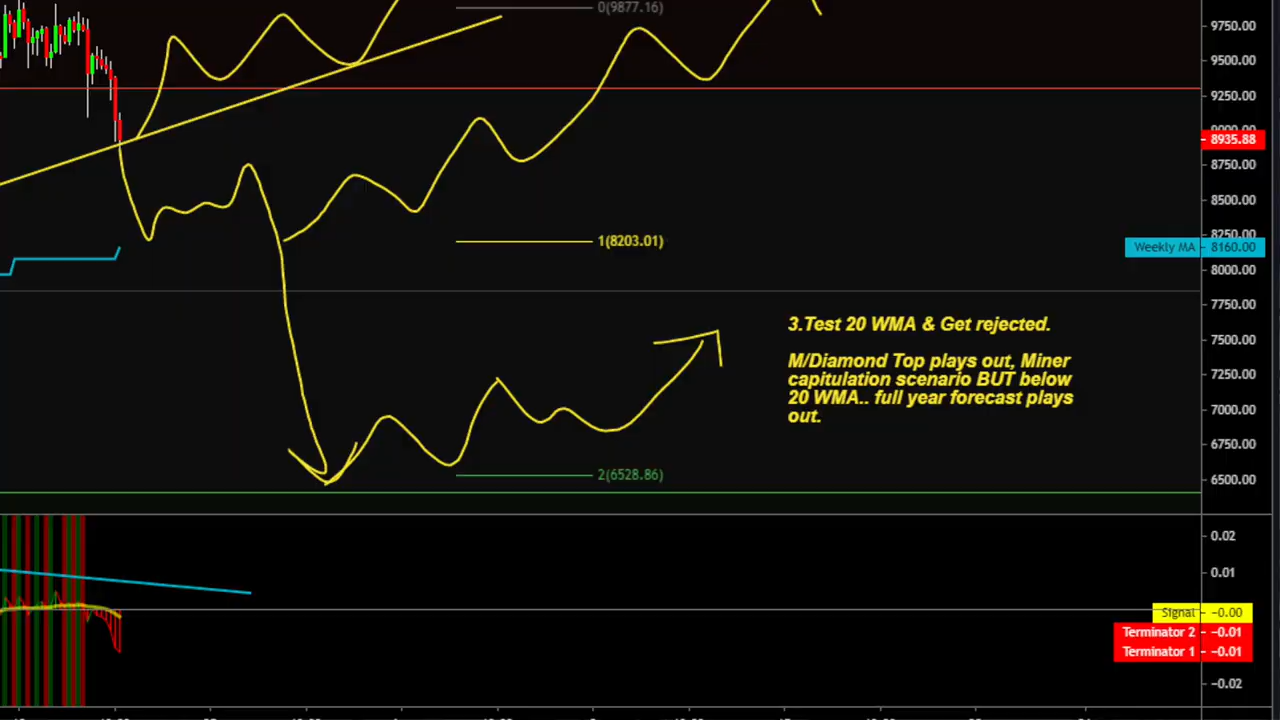 0(9877.16)
9750.00
9500.00
9250.00
9000.00
8935.88
8750.00
8500.00
8250.00
1(8203.01)
Weekly MA 8160.00
8000.00
7750.00
3.Test 20 WMA & Get rejected.
7500.00
M/Diamond Top plays out, Miner
capitulation scenario BUT below
20 WMA.. full year forecast plays
out.
7250.00
7000.00
6750.00
2(6528.86)
6500.00
0.02
0.01
Signal −0.00
Terminator 2 −0.01
Terminator 1 −0.01
−0.02